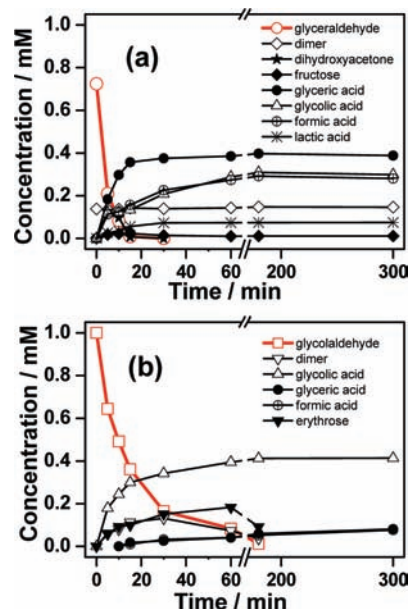 (a)
glyceraldehyde
dimer
dihydroxyacetone
fructose
glyceric acid
glycolic acid
formic acid
lactic acid
Concentration / mM
1.0
0.8
0.6
0.4
0.2
0.0
0 20 40 60 200 300
Time / min
(b)
glycolaldehyde
dimer
glycolic acid
glyceric acid
formic acid
erythrose
Concentration / mM
1.0
0.8
0.6
0.4
0.2
0.0
0 20 40 60 200 300
Time / min